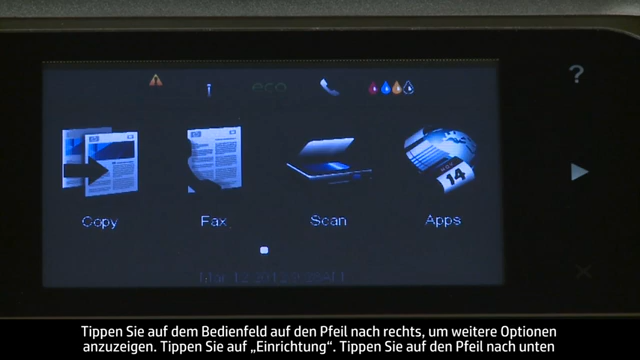 ?
eco
14
Copy
Fax
Scan
Apps
Tippen Sie auf dem Bedienfeld auf den Pfeil nach rechts, um weitere Optionen
anzuzeigen. Tippen Sie auf „Einrichtung“. Tippen Sie auf den Pfeil nach unten